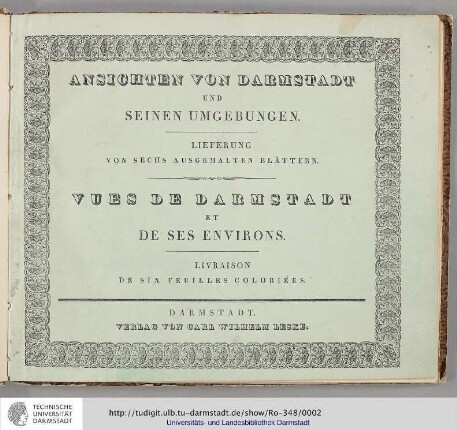 ANSICHTEN VON DARMSTADT
UND
SEINEN UMGEBUNGEN.
LIEFERUNG
VON SECHS AUSGEMALTEN BLÄTTERN.
VUES DE DARMSTADT
ET
DE SES ENVIRONS.
LIVRAISON
DE SIX FEUILLES COLORIÉES.
DARMSTADT.
VERLAG VON CARL WILHELM LESKE.
TECHNISCHE
UNIVERSITÄT
DARMSTADT
http://tudigit.ulb.tu-darmstadt.de/show/Ro-348/0002
Universitäts- und Landesbibliothek Darmstadt